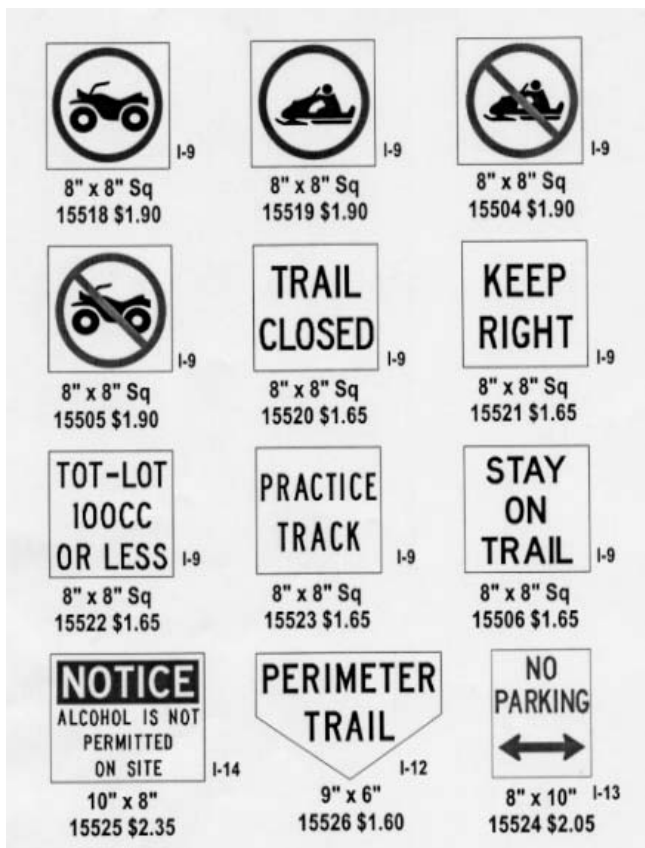 I-9
I-9
I-9
8" x 8" Sq
15518 $1.90
8" x 8" Sq
15519 $1.90
8" x 8" Sq
15504 $1.90
I-9
8" x 8" Sq
15505 $1.90
TRAIL
CLOSED
I-9
8" x 8" Sq
15520 $1.65
KEEP
RIGHT
I-9
8" x 8" Sq
15521 $1.65
TOT-LOT
100CC
OR LESS
I-9
8" x 8" Sq
15522 $1.65
PRACTICE
TRACK
I-9
8" x 8" Sq
15523 $1.65
STAY
ON
TRAIL
I-9
8" x 8" Sq
15506 $1.65
NOTICE
ALCOHOL IS NOT
PERMITTED
ON SITE
I-14
10" x 8"
15525 $2.35
PERIMETER
TRAIL
I-12
9" x 6"
15526 $1.60
NO
PARKING
I-13
8" x 10"
15524 $2.05